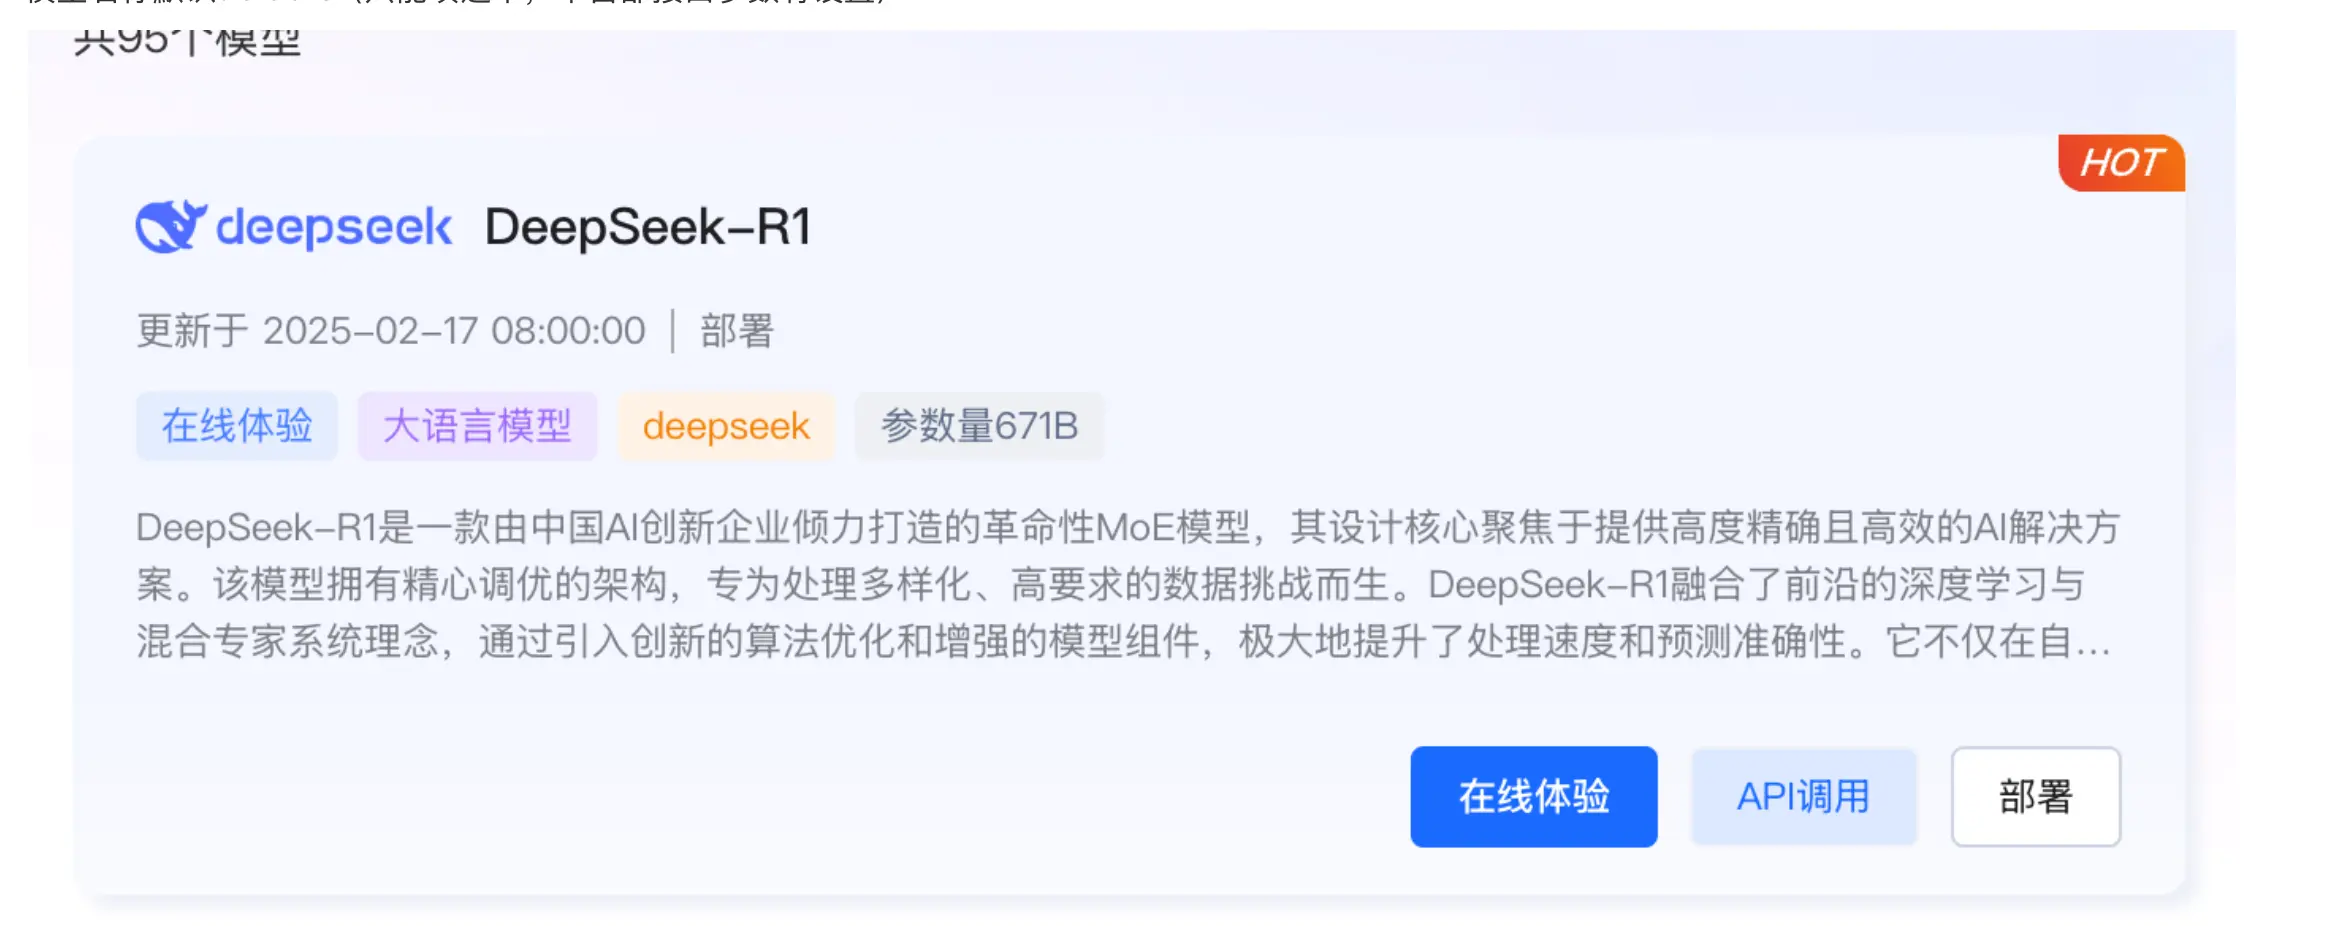 共95个模型
HOT
deepseek DeepSeek-R1
更新于 2025-02-17 08:00:00 | 部署
在线体验 大语言模型 deepseek 参数量671B
DeepSeek-R1是一款由中国AI创新企业倾力打造的革命性MoE模型，其设计核心聚焦于提供高度精确且高效的AI解决方
案。该模型拥有精心调优的架构，专为处理多样化、高要求的数据挑战而生。DeepSeek-R1融合了前沿的深度学习与
混合专家系统理念，通过引入创新的算法优化和增强的模型组件，极大地提升了处理速度和预测准确性。它不仅在自...
在线体验 API调用 部署